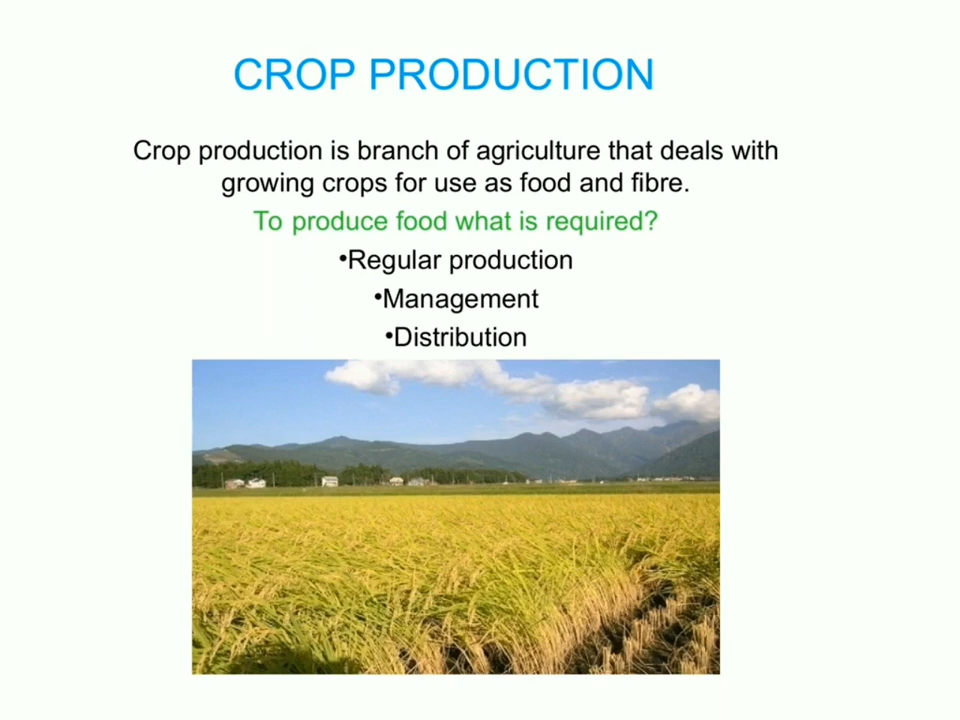 CROP PRODUCTION
Crop production is branch of agriculture that deals with
growing crops for use as food and fibre.
To produce food what is required?
•Regular production
•Management
•Distribution